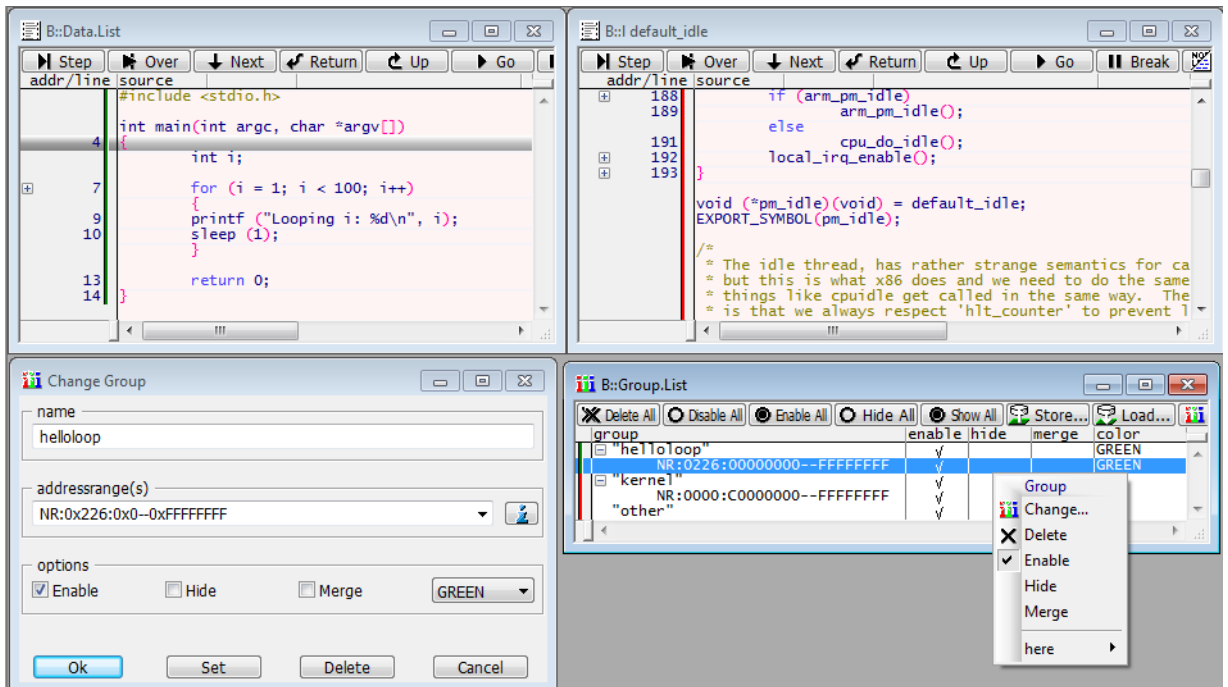 B::Data.List
Step Over Next Return Up Go
addr/line source
#include <stdio.h>
int main(int argc, char *argv[])
4 {
int i;
7 for (i = 1; i < 100; i++)
{
9 printf ("Looping i: %d\n", i);
10 sleep (1);
}
13 return 0;
14 }
B::l default_idle
Step Over Next Return Up Go Break
addr/line source
188 if (arm_pm_idle)
189 arm_pm_idle();
else
191 cpu_do_idle();
192 local_irq_enable();
193 }
void (*pm_idle)(void) = default_idle;
EXPORT_SYMBOL(pm_idle);
/*
* The idle thread, has rather strange semantics for ca
* but this is what x86 does and we need to do the same
* things like cpuidle get called in the same way. The
* is that we always respect 'hlt_counter' to prevent l
Change Group
name
helloloop
addressrange(s)
NR:0x226:0x0--0xFFFFFFFF
options
Enable Hide Merge GREEN
Ok Set Delete Cancel
B::Group.List
Delete All Disable All Enable All Hide All Show All Store... Load...
group enable hide merge color
"helloloop" √ GREEN
NR:0226:00000000--FFFFFFFF √ GREEN
"kernel" √
NR:0000:C0000000--FFFFFFFF √
"other" √
Group
Change...
Delete
Enable
Hide
Merge
here